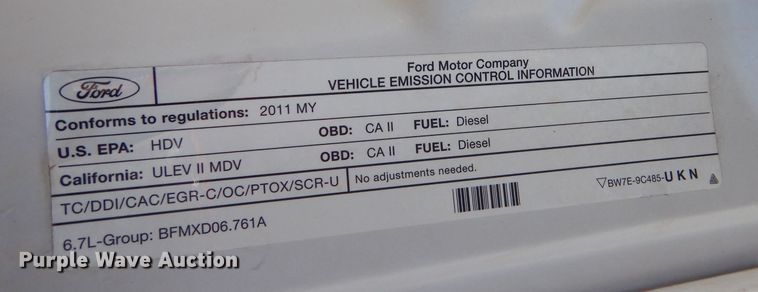 Ford
Ford Motor Company
VEHICLE EMISSION CONTROL INFORMATION
Conforms to regulations: 2011 MY
U.S. EPA: HDV OBD: CA II FUEL: Diesel
California: ULEV II MDV OBD: CA II FUEL: Diesel
TC/DDI/CAC/EGR-C/OC/PTOX/SCR-U No adjustments needed.
6.7L-Group: BFMXD06.761A
BW7E-9C485-UKN
Purple Wave Auction